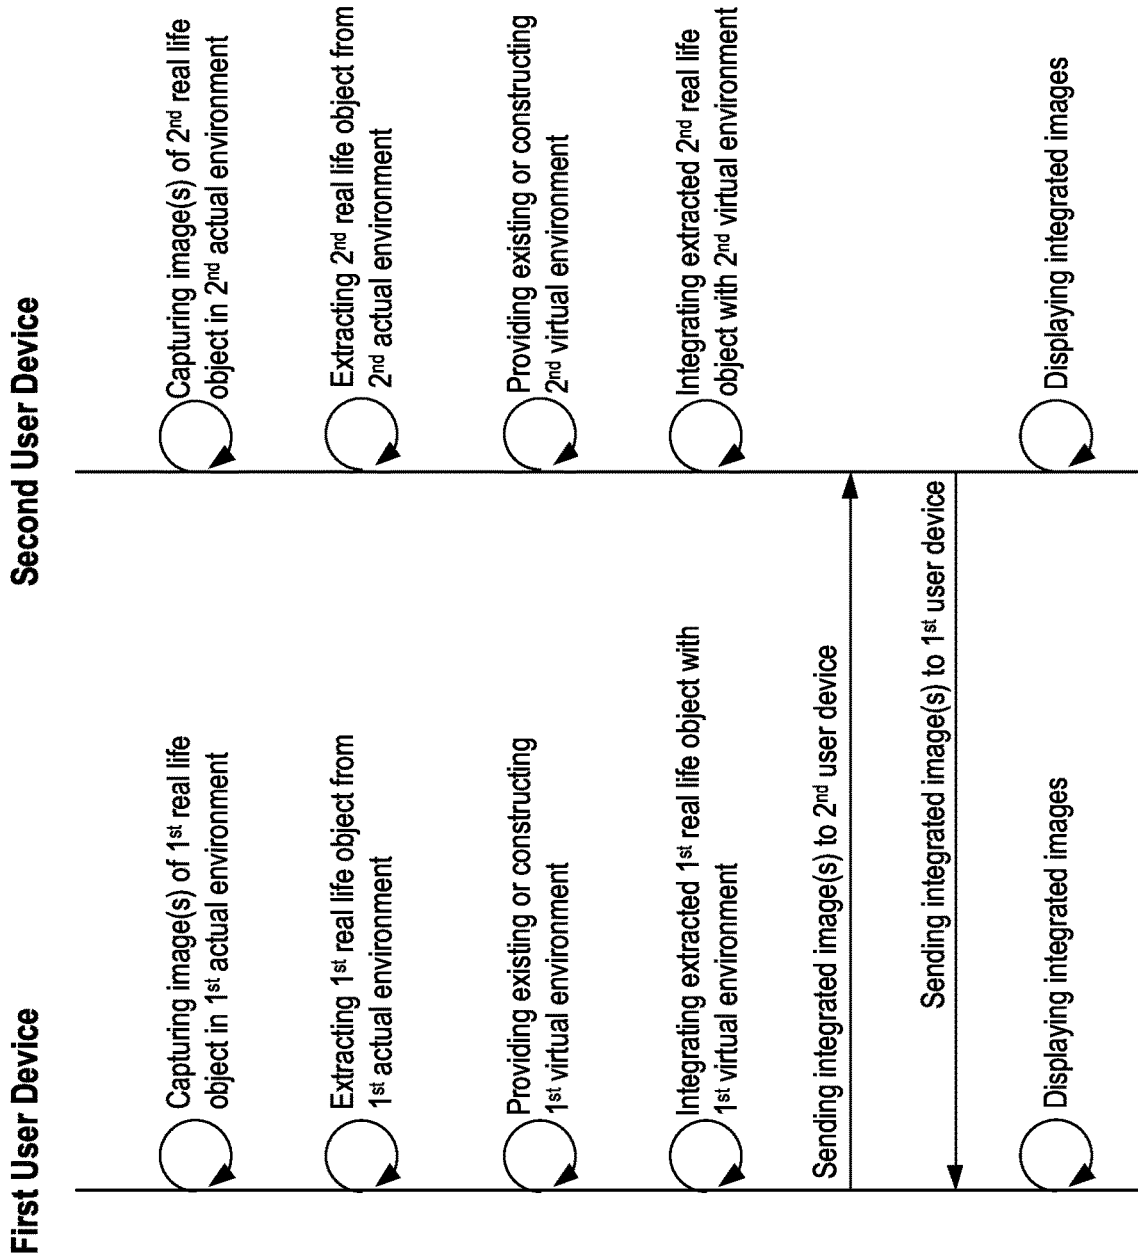 First User Device
Second User Device
Capturing image(s) of 1st real life
object in 1st actual environment
Capturing image(s) of 2nd real life
object in 2nd actual environment
Extracting 1st real life object from
1st actual environment
Extracting 2nd real life object from
2nd actual environment
Providing existing or constructing
1st virtual environment
Providing existing or constructing
2nd virtual environment
Integrating extracted 1st real life object with
1st virtual environment
Integrating extracted 2nd real life
object with 2nd virtual environment
Sending integrated image(s) to 2nd user device
Sending integrated image(s) to 1st user device
Displaying integrated images
Displaying integrated images